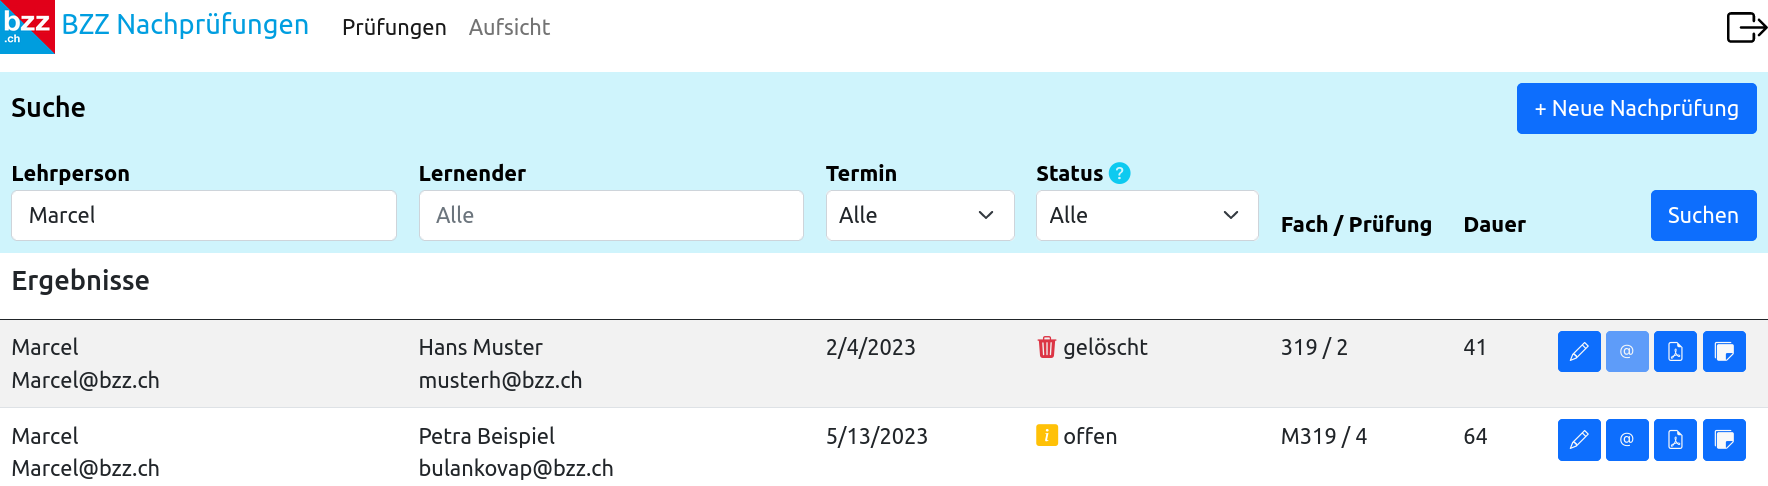 bzz
.ch
BZZ Nachprüfungen Prüfungen Aufsicht
Suche + Neue Nachprüfung
Lehrperson Lernender Termin Status ?
Marcel Alle Alle Alle Fach / Prüfung Dauer Suchen
Ergebnisse
Marcel Hans Muster 2/4/2023 gelöscht 319 / 2 41 @
Marcel@bzz.ch musterh@bzz.ch
Marcel Petra Beispiel 5/13/2023 i offen M319 / 4 64 @
Marcel@bzz.ch bulankovap@bzz.ch